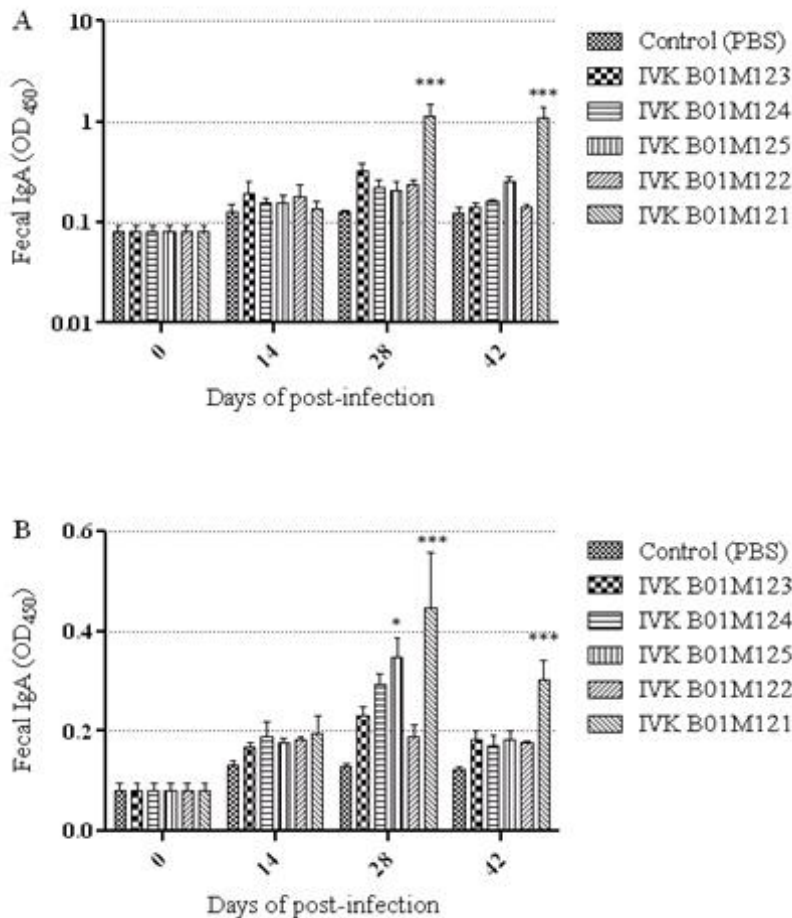 A
10
1
0.1
0.01
Fecal IgA (OD450)
*** ***
0 14 28 42
Days of post-infection
Control (PBS)
IVK B01M123
IVK B01M124
IVK B01M125
IVK B01M122
IVK B01M121
B
0.6
0.4
0.2
0.0
Fecal IgA (OD450)
* *** ***
0 14 28 42
Days of post-infection
Control (PBS)
IVK B01M123
IVK B01M124
IVK B01M125
IVK B01M122
IVK B01M121